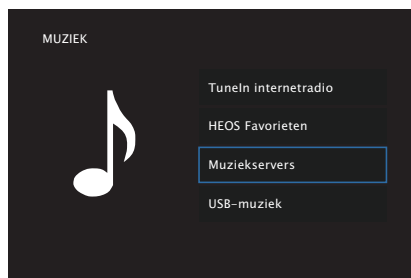 MUZIEK
TuneIn internetradio
HEOS Favorieten
Muziekservers
USB-muziek